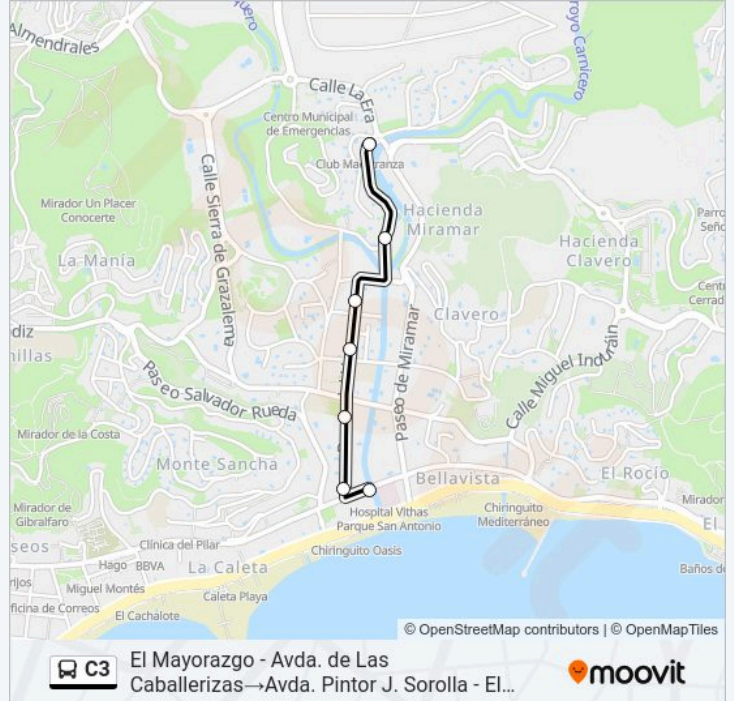 Almendrales
Calle La Era
Centro Municipal
de Emergencias
Arroyo Carnicero
Mirador Un Placer
Conocerte
Calle Sierra de Grazalema
Hacienda
Miramar
Hacienda
Clavero
La Mania
Clavero
Paseo de Miramar
Calle Miguel Induráin
Paseo Salvador Rueda
Mirador de la Costa
Monte Sancha
Bellavista
El Rocío
Mirador de
Gibralfaro
Hospital Vithas
Parque San Antonio
Chiringuito
Mediterráneo
Mirador
El
Clínica del Pilar
Chiringuito Oasis
Hago BBVA
La Caleta
Miguel Montés
Caleta Playa
El Cachalote
© OpenStreetMap contributors | © OpenMapTiles
C3
El Mayorazgo - Avda. de Las
Caballerizas→Avda. Pintor J. Sorolla - El...
moovit